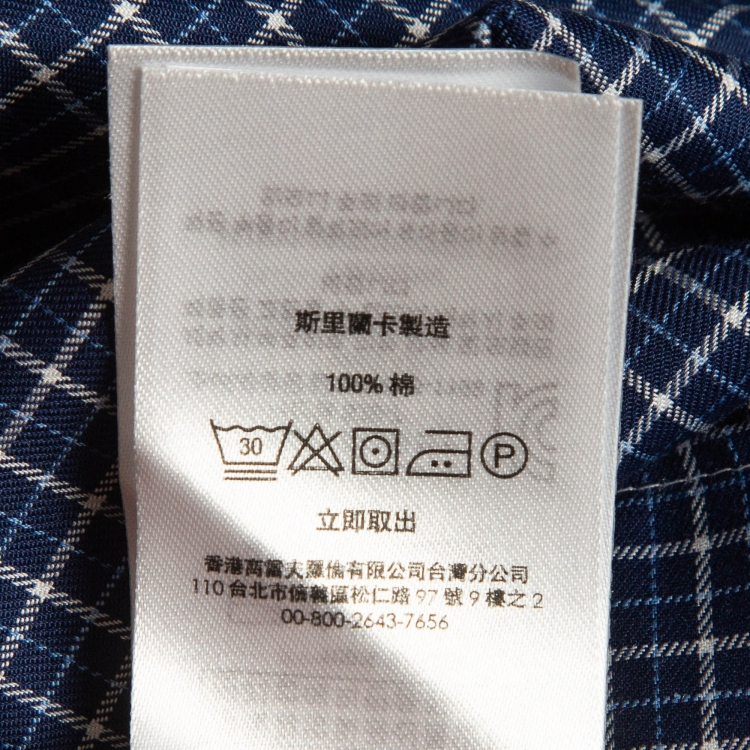 斯里蘭卡製造
100% 棉
30
P
立即取出
香港高富夫羅倫有限公司台灣分公司
110 台北市信義區松仁路 97 號 9 樓之 2
00-800-2643-7656